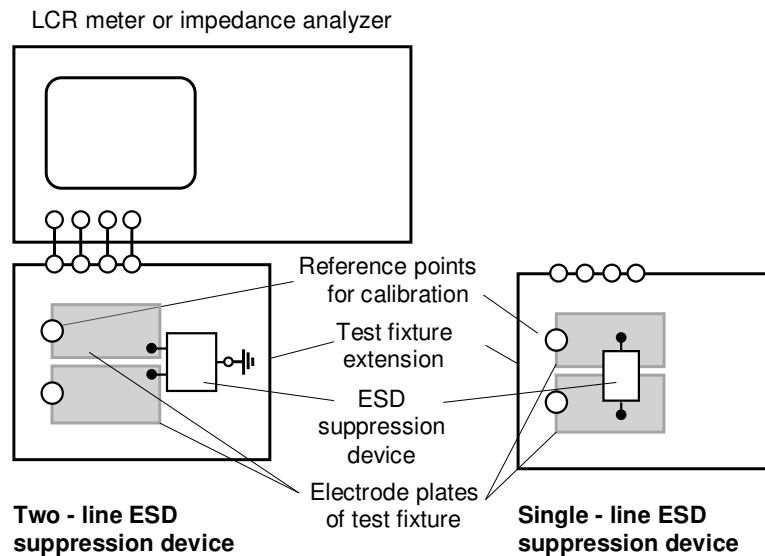 LCR meter or impedance analyzer
Reference points
for calibration
Test fixture
extension
ESD
suppression
device
Electrode plates
of test fixture
Two - line ESD
suppression device
Single - line ESD
suppression device